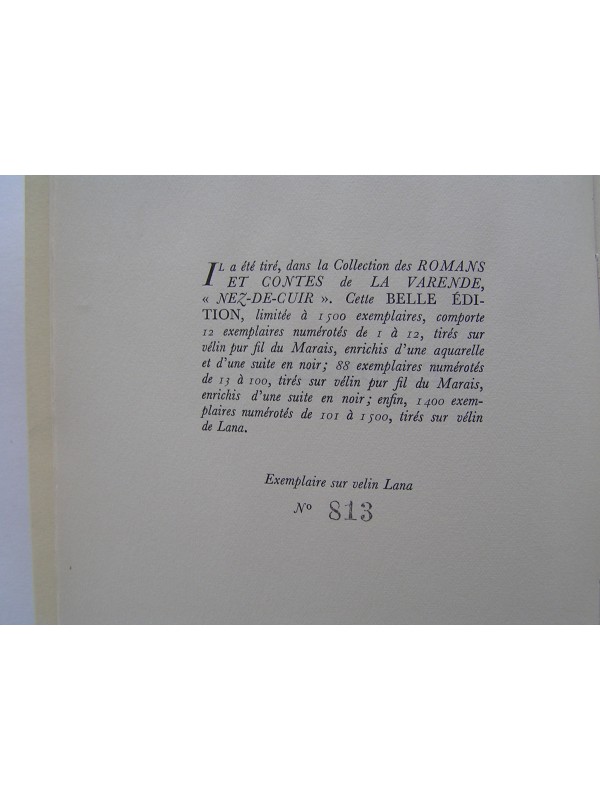 IL a été tiré, dans la Collection des ROMANS
ET CONTES de LA VARENDE,
« NEZ-DE-CUIR ». Cette BELLE ÉDI-
TION, limitée à 1500 exemplaires, comporte
12 exemplaires numérotés de 1 à 12, tirés sur
vélin pur fil du Marais, enrichis d'une aquarelle
et d'une suite en noir; 88 exemplaires numérotés
de 13 à 100, tirés sur vélin pur fil du Marais,
enrichis d'une suite en noir; enfin, 1400 exem-
plaires numérotés de 101 à 1500, tirés sur vélin
de Lana.
Exemplaire sur velin Lana
No 813